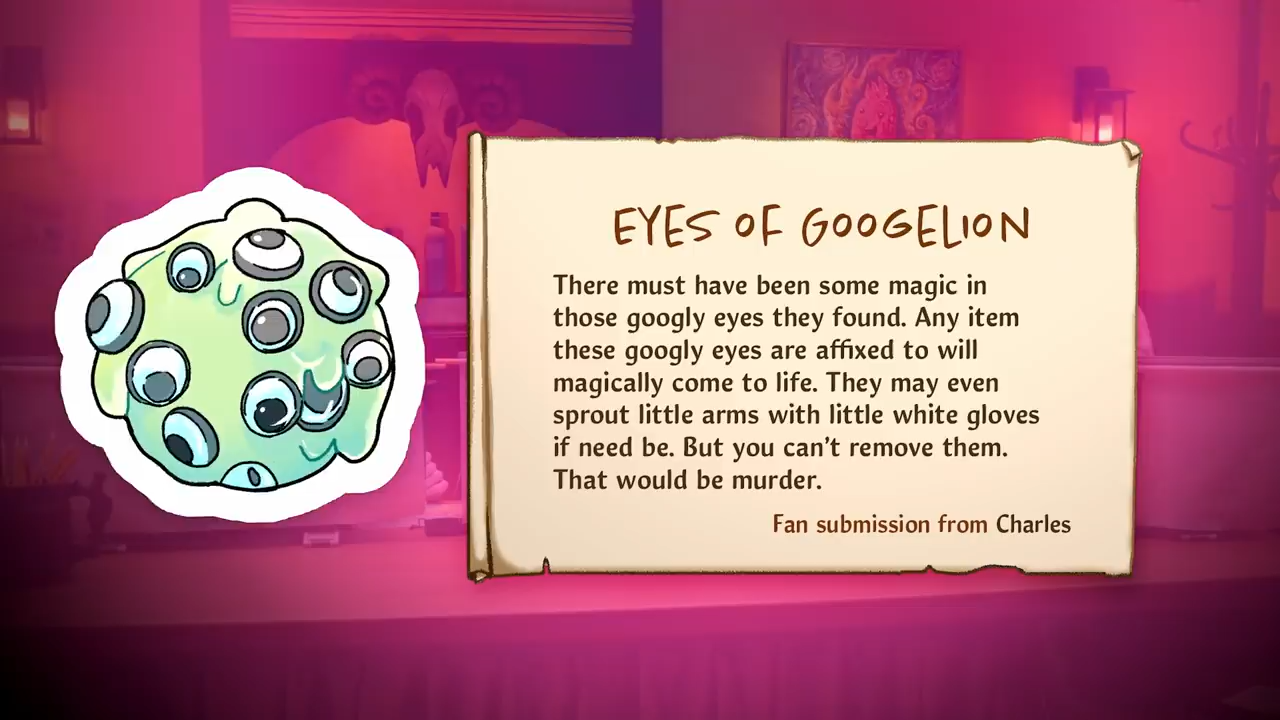 EYES OF GOOGELION
There must have been some magic in
those googly eyes they found. Any item
these googly eyes are affixed to will
magically come to life. They may even
sprout little arms with little white gloves
if need be. But you can’t remove them.
That would be murder.
Fan submission from Charles